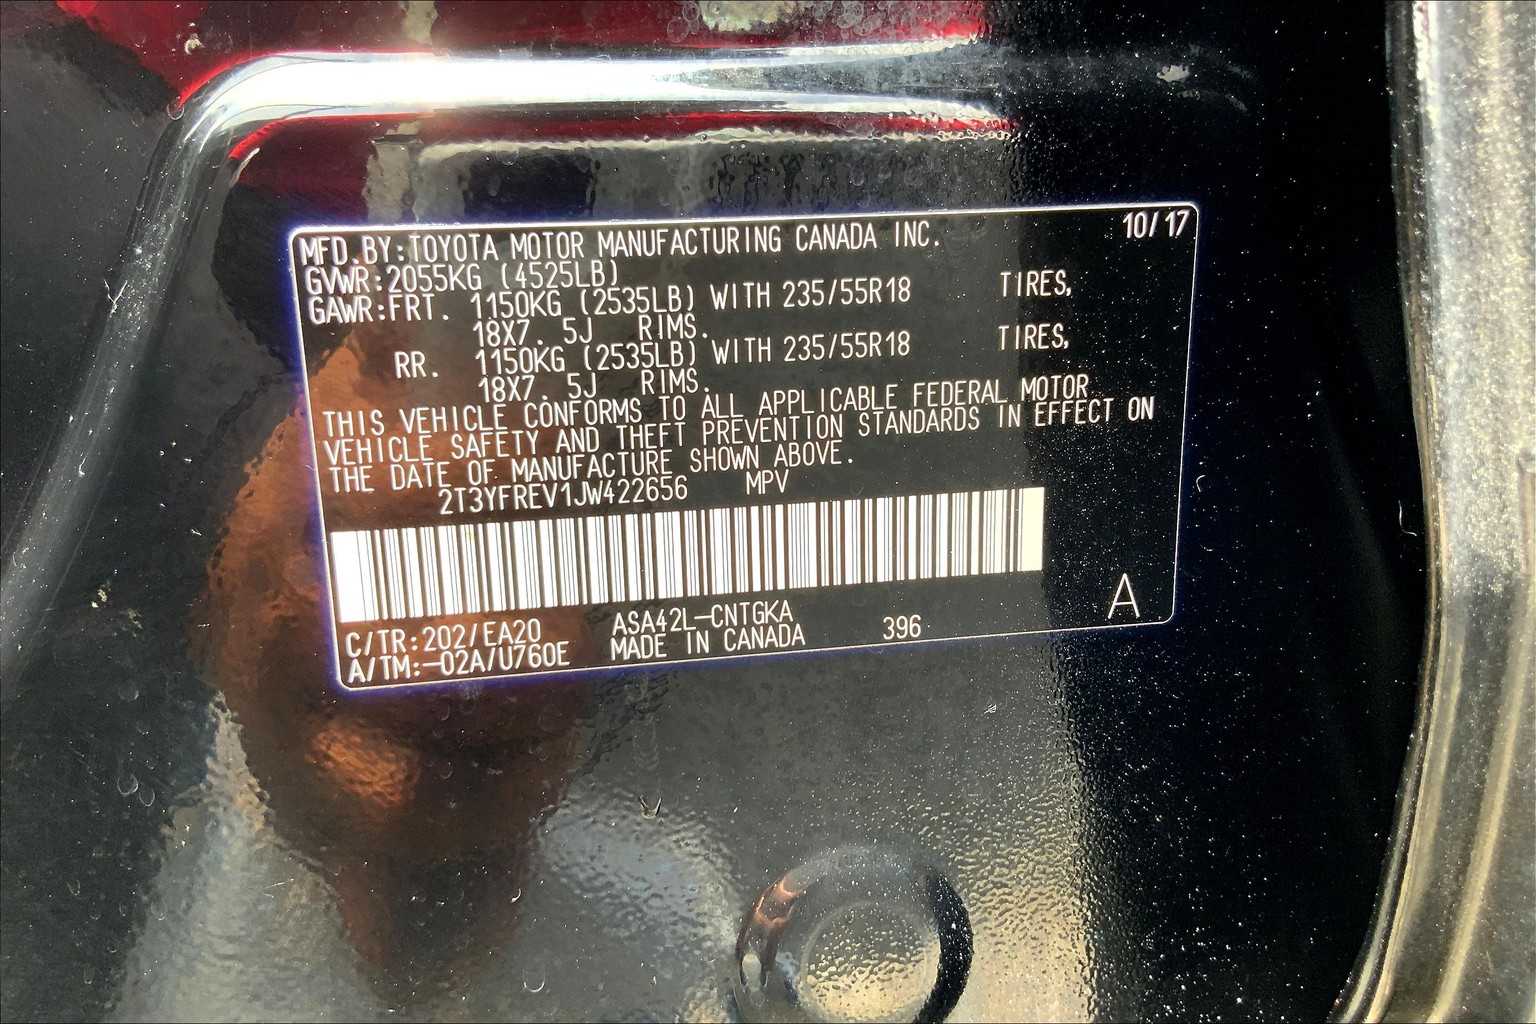 10/17
MFD.BY:TOYOTA MOTOR MANUFACTURING CANADA INC.
GVWR:2055KG (4525LB)
GAWR:FRT. 1150KG (2535LB) WITH 235/55R18 TIRES,
18X7. 5J RIMS.
RR. 1150KG (2535LB) WITH 235/55R18 TIRES,
18X7. 5J RIMS.
THIS VEHICLE CONFORMS TO ALL APPLICABLE FEDERAL MOTOR
VEHICLE SAFETY AND THEFT PREVENTION STANDARDS IN EFFECT ON
THE DATE OF MANUFACTURE SHOWN ABOVE.
2T3YFREV1JW422656 MPV
C/TR:202/EA20 ASA42L-CNTGKA A
A/TM:-02A/U760E MADE IN CANADA 396